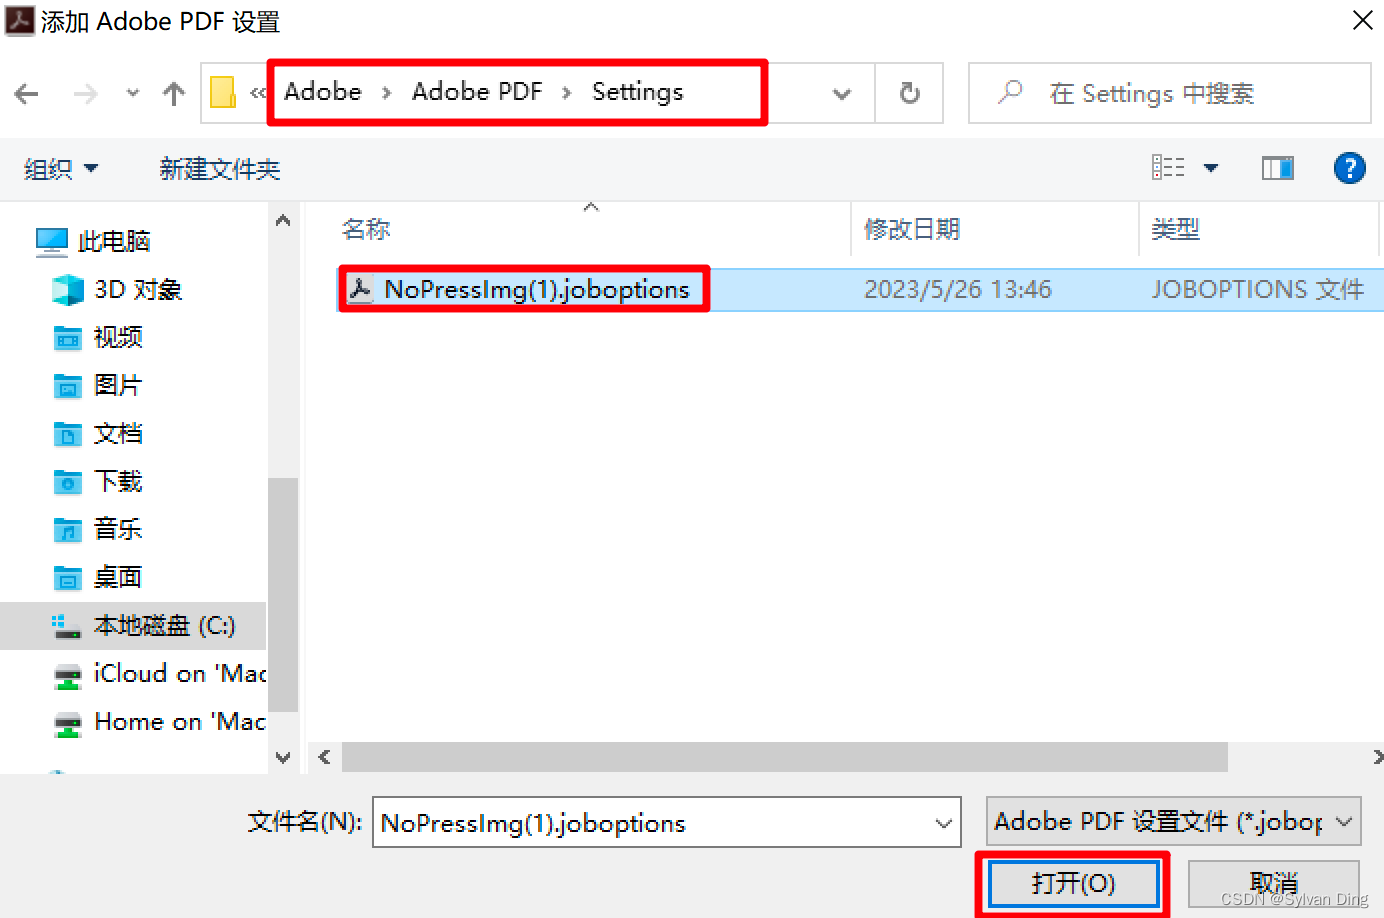 添加 Adobe PDF 设置
« Adobe › Adobe PDF › Settings
在 Settings 中搜索
组织
新建文件夹
名称
修改日期
类型
NoPressImg(1).joboptions
2023/5/26 13:46
JOBOPTIONS 文件
此电脑
3D 对象
视频
图片
文档
下载
音乐
桌面
本地磁盘 (C:)
iCloud on 'Mac
Home on 'Mac
文件名(N):
NoPressImg(1).joboptions
Adobe PDF 设置文件 (*.jobop
打开(O)
取消
CSDN @Sylvan Ding